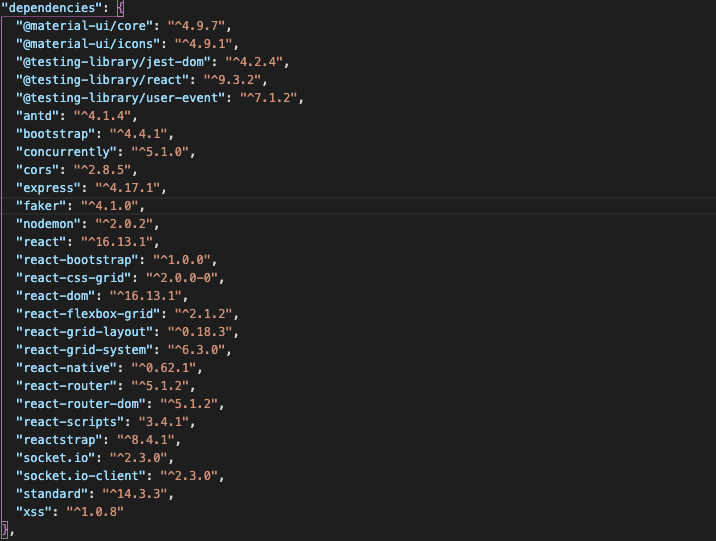 "dependencies": {
"@material-ui/core": "^4.9.7",
"@material-ui/icons": "^4.9.1",
"@testing-library/jest-dom": "^4.2.4",
"@testing-library/react": "^9.3.2",
"@testing-library/user-event": "^7.1.2",
"antd": "^4.1.4",
"bootstrap": "^4.4.1",
"concurrently": "^5.1.0",
"cors": "^2.8.5",
"express": "^4.17.1",
"faker": "^4.1.0",
"nodemon": "^2.0.2",
"react": "^16.13.1",
"react-bootstrap": "^1.0.0",
"react-css-grid": "^2.0.0-0",
"react-dom": "^16.13.1",
"react-flexbox-grid": "^2.1.2",
"react-grid-layout": "^0.18.3",
"react-grid-system": "^6.3.0",
"react-native": "^0.62.1",
"react-router": "^5.1.2",
"react-router-dom": "^5.1.2",
"react-scripts": "3.4.1",
"reactstrap": "^8.4.1",
"socket.io": "^2.3.0",
"socket.io-client": "^2.3.0",
"standard": "^14.3.3",
"xss": "^1.0.8"
},